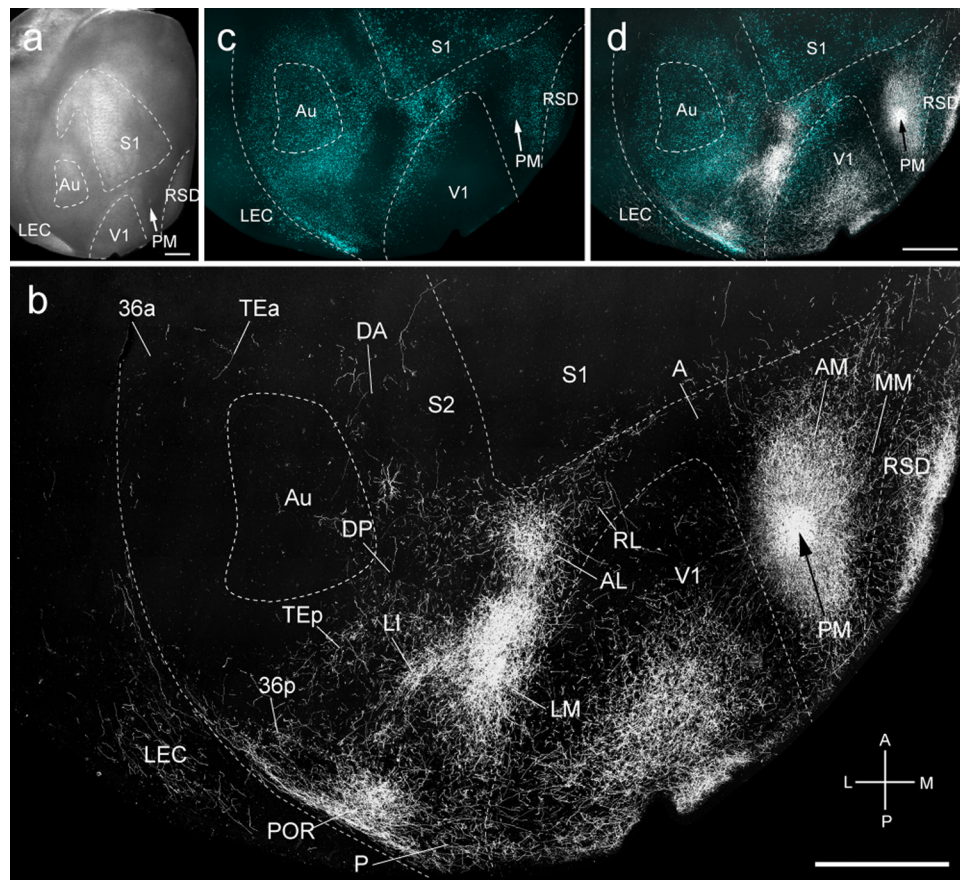 a
S1
Au
RSD
LEC
V1
PM
c
S1
Au
RSD
PM
V1
LEC
d
S1
Au
RSD
V1
PM
LEC
b
36a
TEa
DA
S2
S1
A
AM
MM
RSD
Au
DP
RL
AL
V1
TEp
LI
PM
36p
LM
LEC
POR
P
A
L
M
P